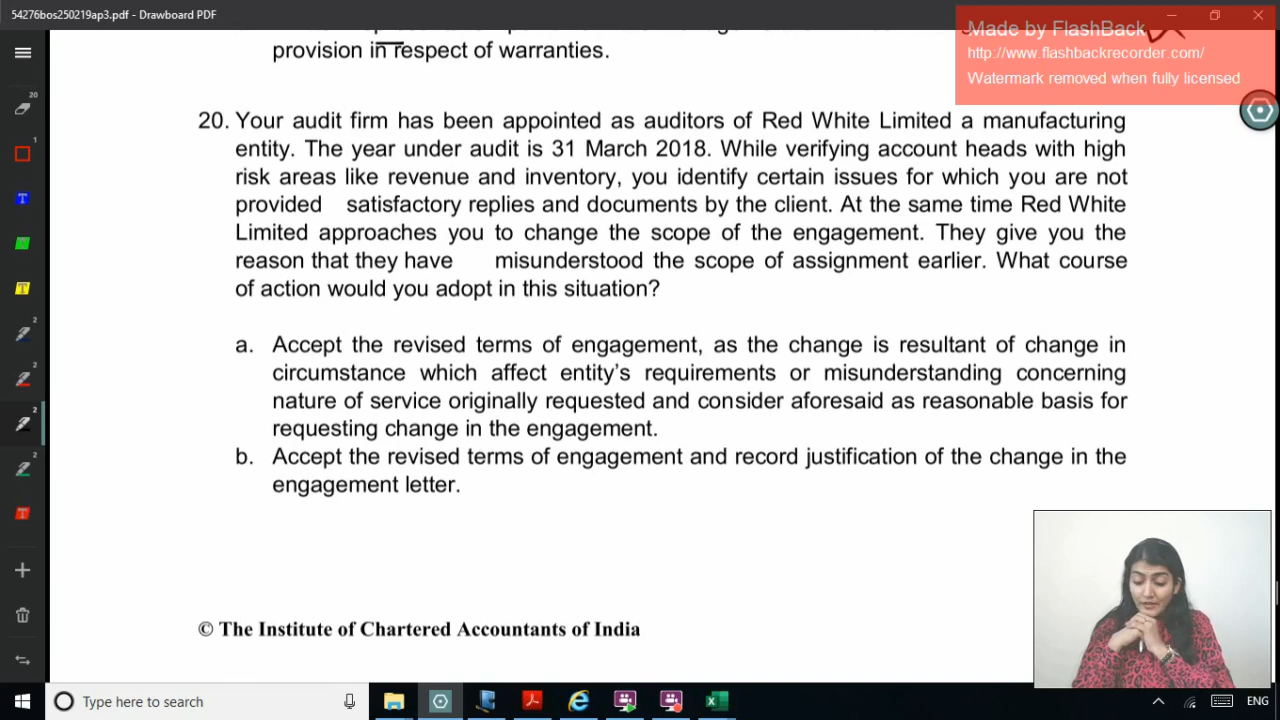 54276bos250219ap3.pdf - Drawboard PDF
Made by FlashBack
http://www.flashbackrecorder.com/
Watermark removed when fully licensed
provision in respect of warranties.
20. Your audit firm has been appointed as auditors of Red White Limited a manufacturing
entity. The year under audit is 31 March 2018. While verifying account heads with high
risk areas like revenue and inventory, you identify certain issues for which you are not
provided satisfactory replies and documents by the client. At the same time Red White
Limited approaches you to change the scope of the engagement. They give you the
reason that they have misunderstood the scope of assignment earlier. What course
of action would you adopt in this situation?
a. Accept the revised terms of engagement, as the change is resultant of change in
circumstance which affect entity's requirements or misunderstanding concerning
nature of service originally requested and consider aforesaid as reasonable basis for
requesting change in the engagement.
b. Accept the revised terms of engagement and record justification of the change in the
engagement letter.
© The Institute of Chartered Accountants of India
20
1
T
T
2
2
2
2
T
Type here to search
ENG